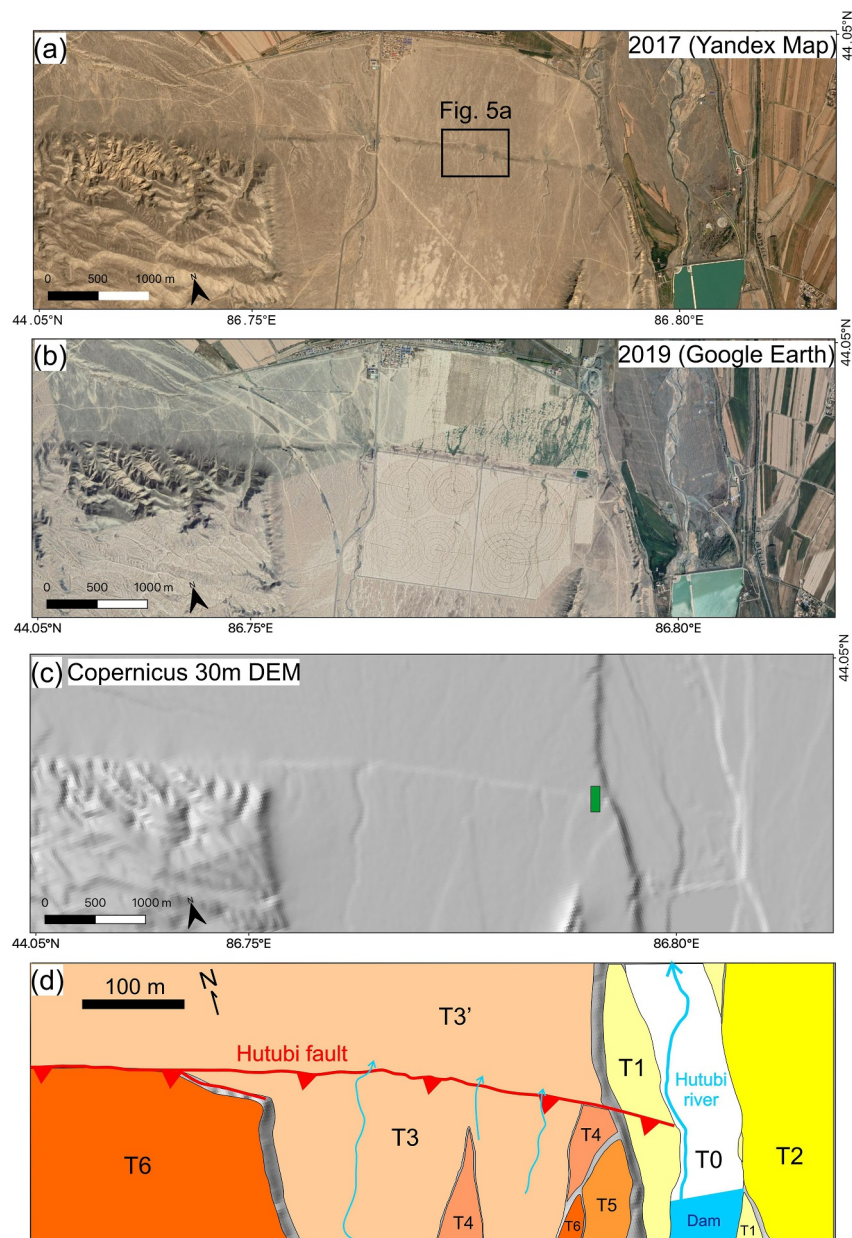 (a)
2017 (Yandex Map)
44.05°N
Fig. 5a
0 500 1000 m
N
44.05°N
86.75°E
86.80°E
(b)
2019 (Google Earth)
44.05°N
0 500 1000 m
N
44.05°N
86.75°E
86.80°E
(c) Copernicus 30m DEM
44.05°N
0 500 1000 m
N
44.05°N
86.75°E
86.80°E
(d)
100 m
N
T3’
Hutubi fault
T1
Hutubi
river
T6
T3
T4
T0
T2
T5
T4
T6
Dam
T1